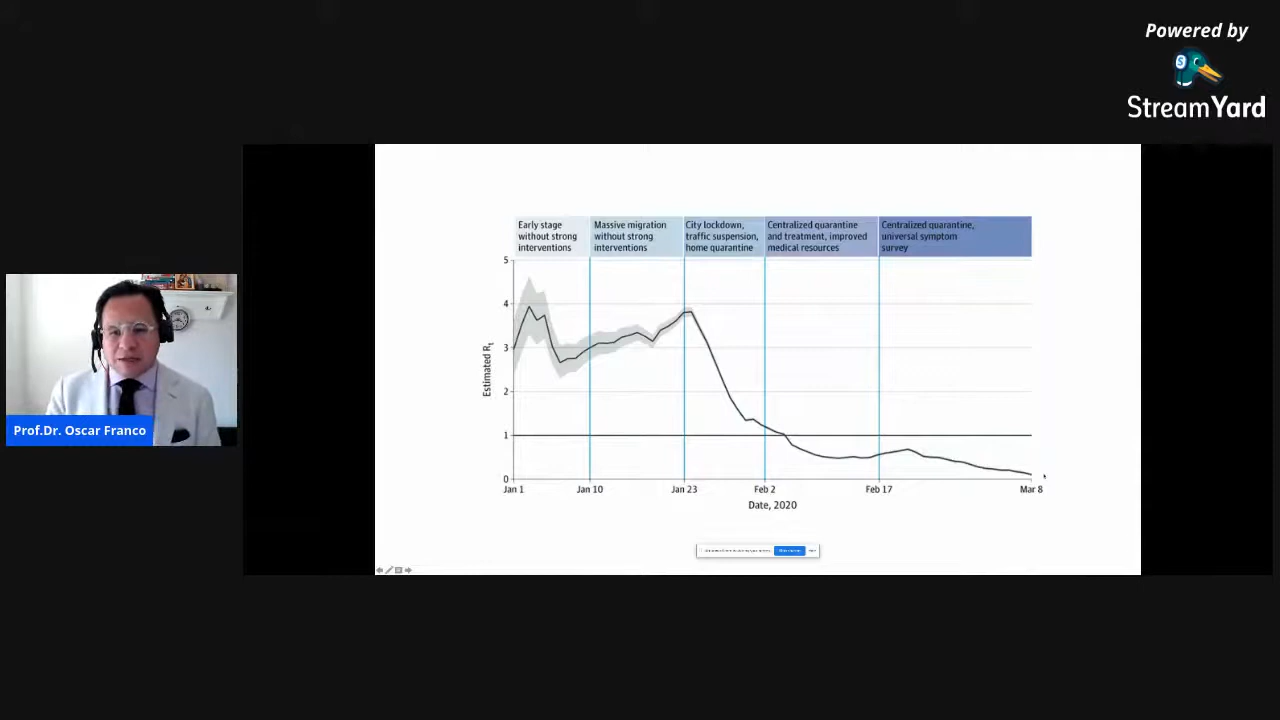 Powered by
StreamYard
Prof.Dr. Oscar Franco
Early stage
without strong
interventions
Massive migration
without strong
interventions
City lockdown,
traffic suspension,
home quarantine
Centralized quarantine
and treatment, improved
medical resources
Centralized quarantine,
universal symptom
survey
5
4
3
2
1
0
Estimated Rt
Jan 1
Jan 10
Jan 23
Feb 2
Feb 17
Mar 8
Date, 2020